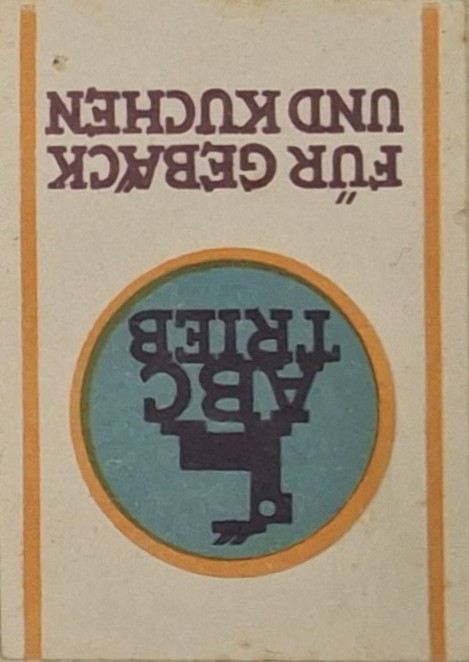 ABC
TRIEB
FÜR GEBÄCK
UND KUCHEN